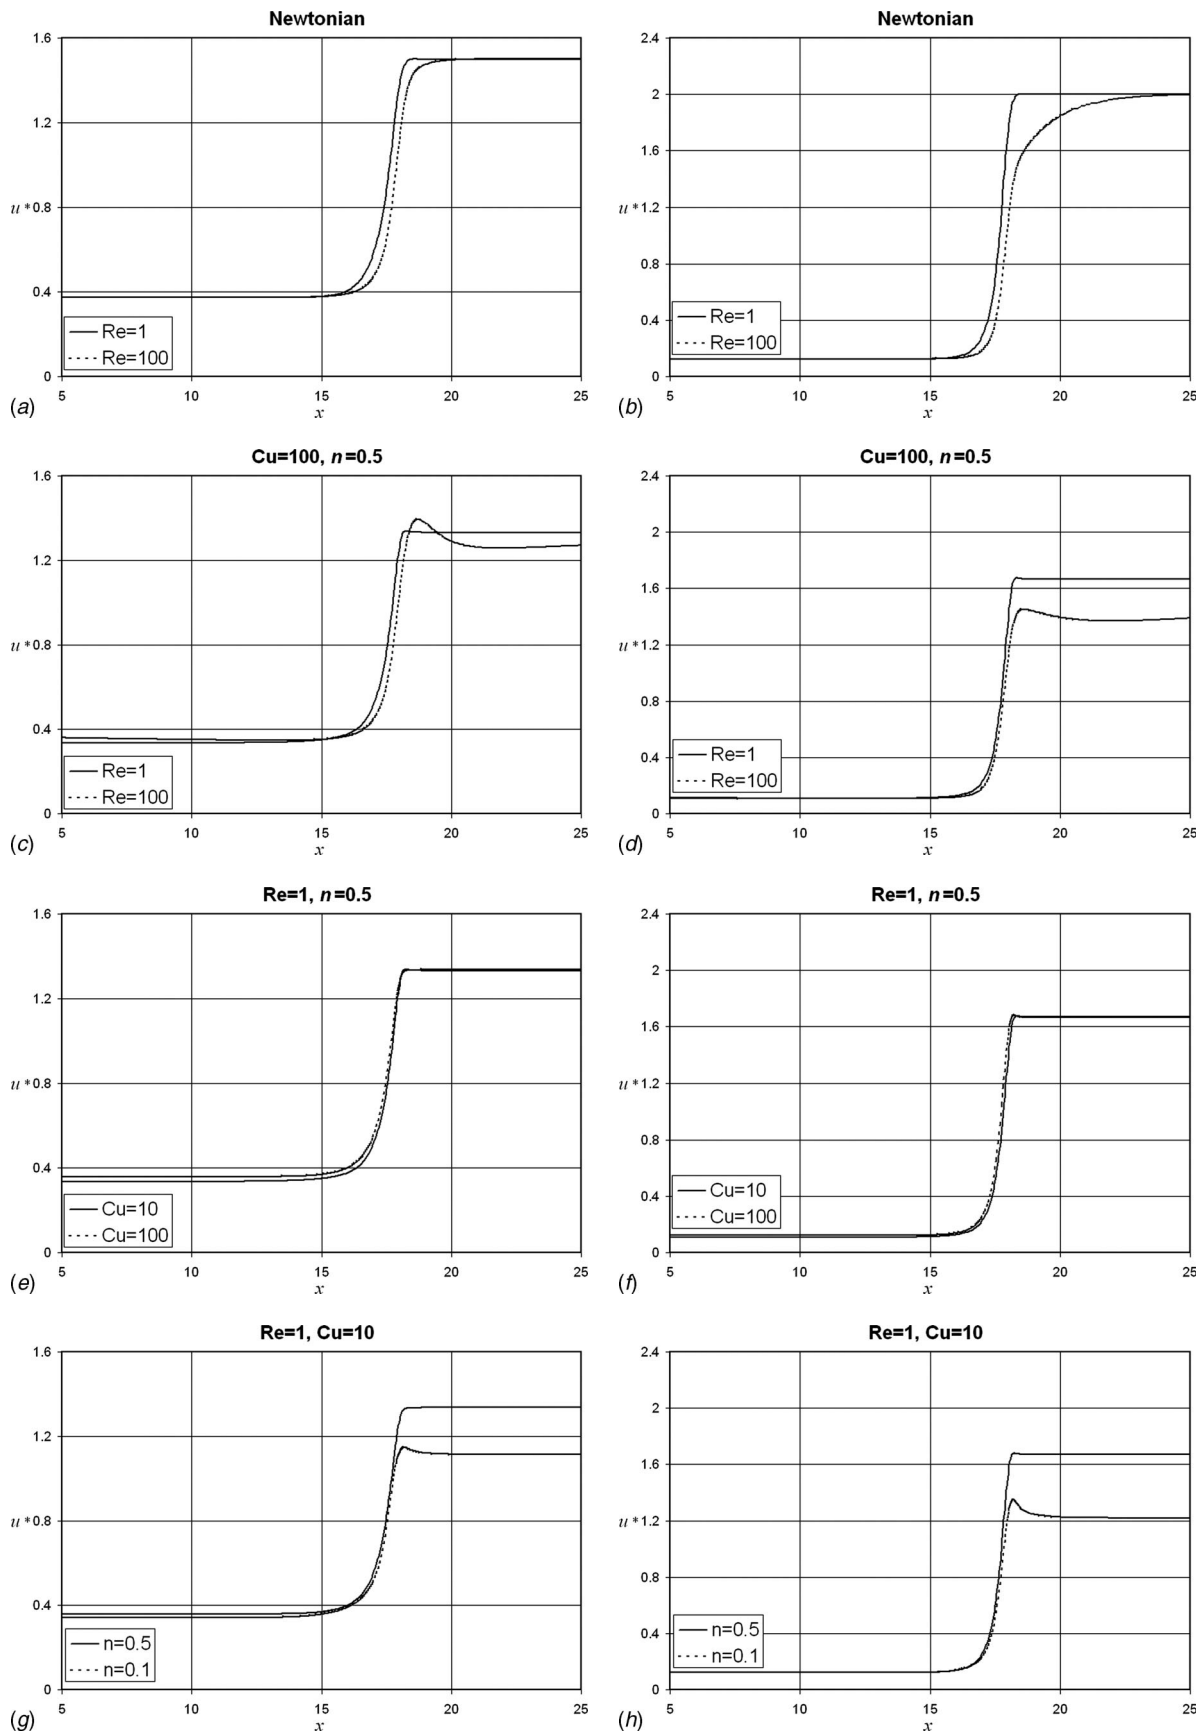 Newtonian
1.6
1.2
u* 0.8
0.4
0
Re=1
Re=100
5 10 15 20 25
x
(a)
Newtonian
2.4
2
1.6
u* 1.2
0.8
0.4
0
Re=1
Re=100
5 10 15 20 25
x
(b)
Cu=100, n=0.5
1.6
1.2
u* 0.8
0.4
0
Re=1
Re=100
5 10 15 20 25
x
(c)
Cu=100, n=0.5
2.4
2
1.6
u* 1.2
0.8
0.4
0
Re=1
Re=100
5 10 15 20 25
x
(d)
Re=1, n=0.5
1.6
1.2
u* 0.8
0.4
0
Cu=10
Cu=100
5 10 15 20 25
x
(e)
Re=1, n=0.5
2.4
2
1.6
u* 1.2
0.8
0.4
0
Cu=10
Cu=100
5 10 15 20 25
x
(f)
Re=1, Cu=10
1.6
1.2
u* 0.8
0.4
0
n=0.5
n=0.1
5 10 15 20 25
x
(g)
Re=1, Cu=10
2.4
2
1.6
u* 1.2
0.8
0.4
0
n=0.5
n=0.1
5 10 15 20 25
x
(h)